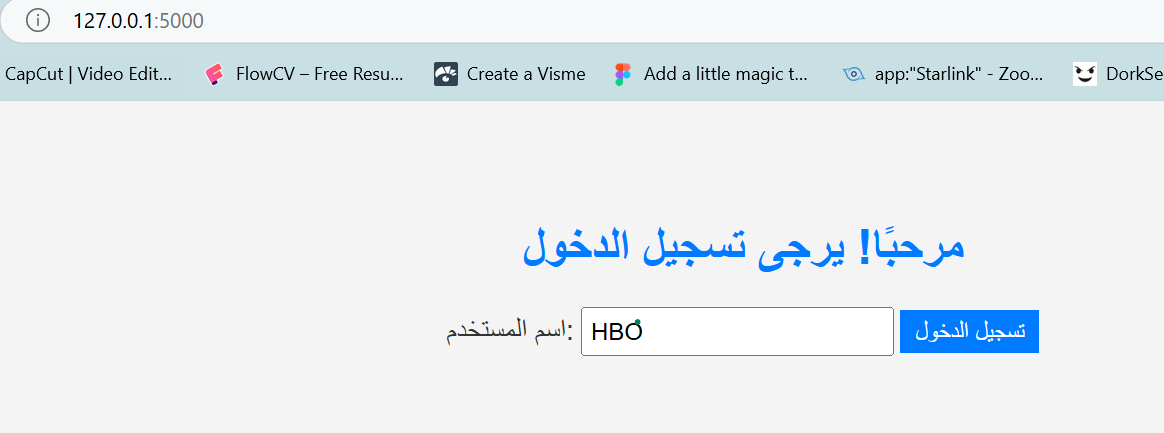 127.0.0.1:5000
CapCut | Video Edit...
FlowCV – Free Resu...
Create a Visme
Add a little magic t...
app:"Starlink" - Zoo...
DorkSe
مرحبًا! يرجى تسجيل الدخول
اسم المستخدم:
HBO
تسجيل الدخول